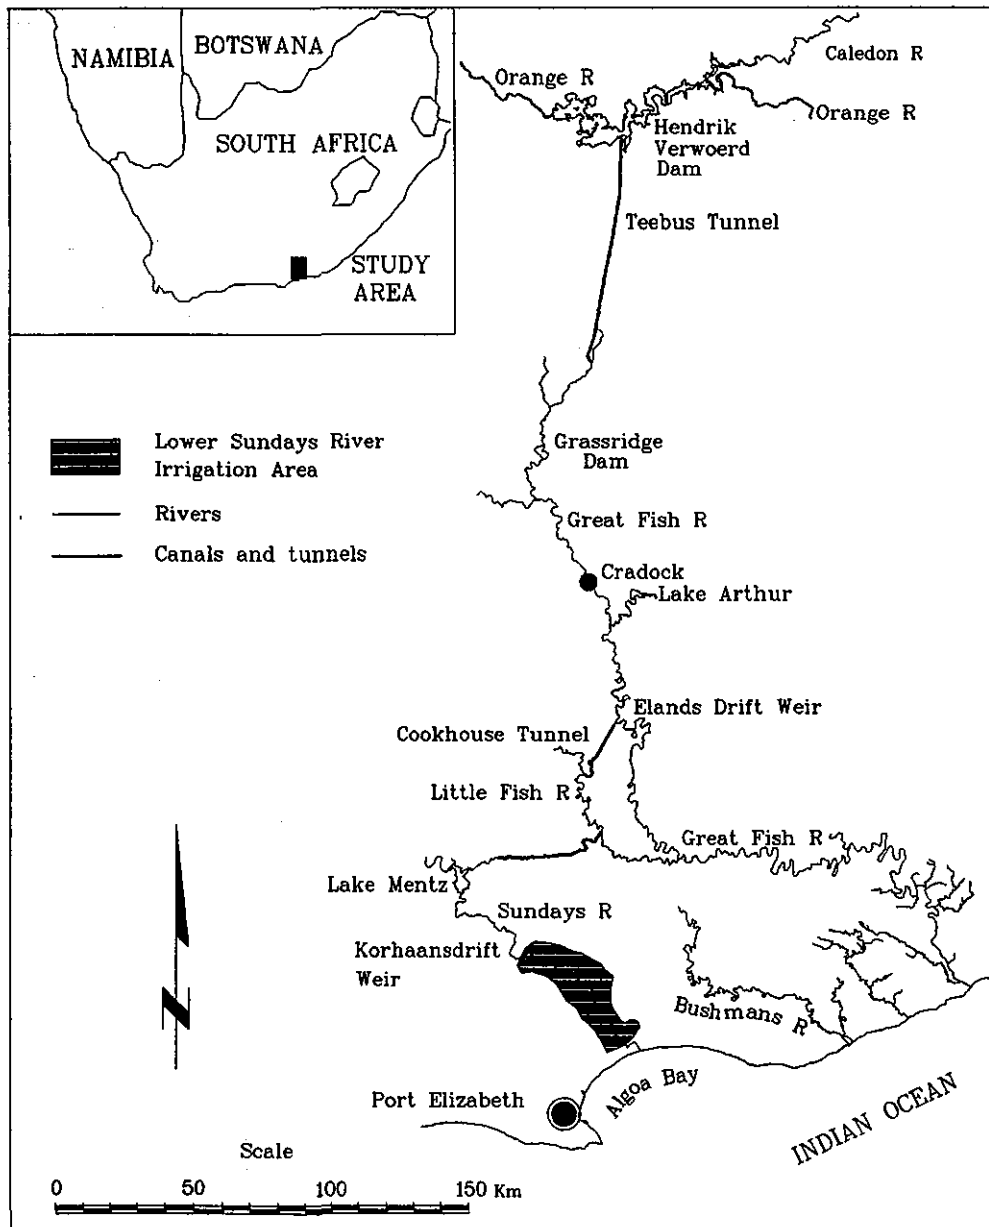 NAMIBIA
BOTSWANA
SOUTH AFRICA
STUDY
AREA
Caledon R
Orange R
Orange R
Hendrik
Verwoerd
Dam
Teebus Tunnel
Lower Sundays River
Irrigation Area
Rivers
Canals and tunnels
Grassridge
Dam
Great Fish R
Cradock
Lake Arthur
Elands Drift Weir
Cookhouse Tunnel
Little Fish R
Great Fish R
Lake Mentz
Sundays R
Korhaansdrift
Weir
Bushmans R
N
Algoa Bay
Port Elizabeth
INDIAN OCEAN
Scale
0 50 100 150 Km